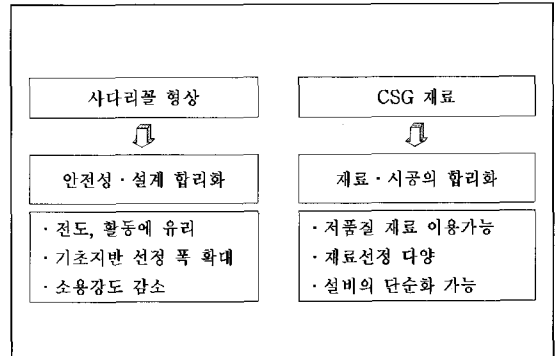 사다리꼴 형상
안전성·설계 합리화
· 전도, 활동에 유리
· 기초지반 선정 폭 확대
· 소용강도 감소
CSG 재료
재료·시공의 합리화
· 저품질 재료 이용가능
· 재료선정 다양
· 설비의 단순화 가능